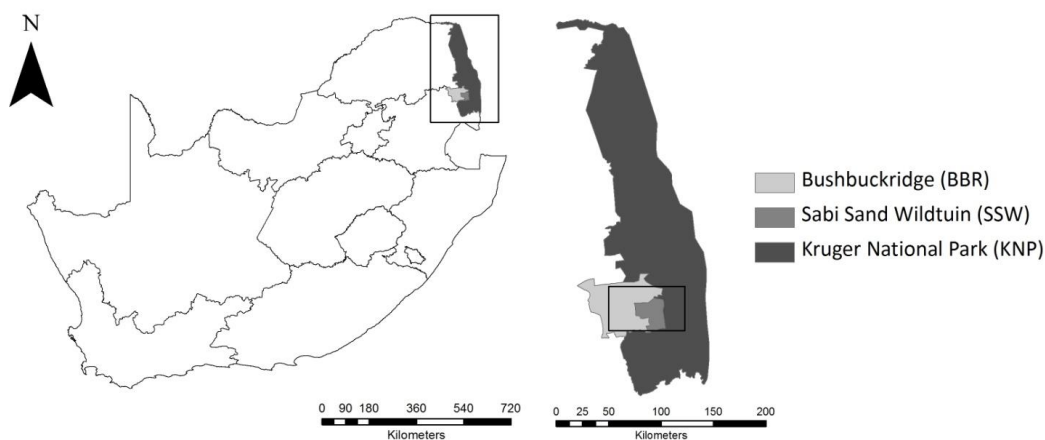 N
Bushbuckridge (BBR)
Sabi Sand Wildtuin (SSW)
Kruger National Park (KNP)
0 90 180 360 540 720
Kilometers
0 25 50 100 150 200
Kilometers